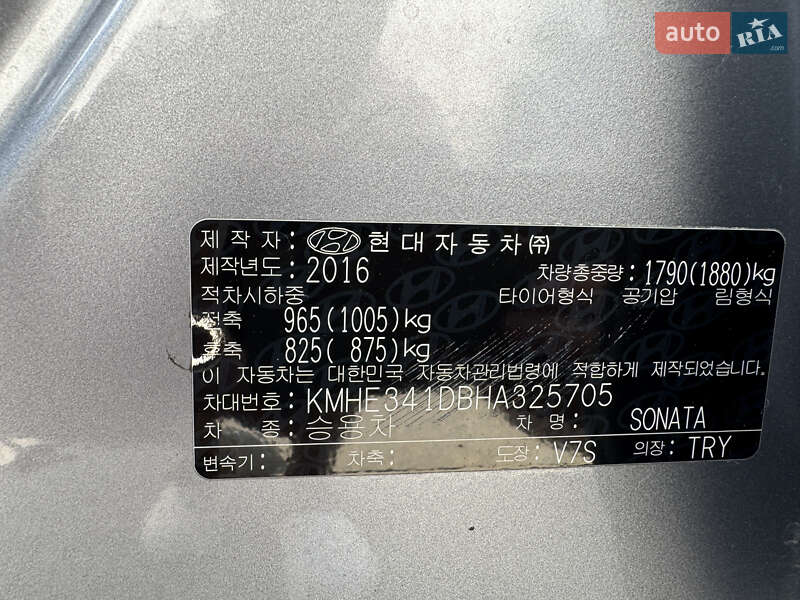 auto RIA
제 작 자 : 현대자동차㈜
제작년도 : 2016 차량총중량 : 1790(1880)kg
적차시하중 타이어형식 공기압 림형식
전축 965(1005)kg
후축 825( 875)kg
이 자동차는 대한민국 자동차관리법령에 적합하게 제작되었습니다.
차대번호 : KMHE341DBHA325705
차 종 : 승용차 차 명 : SONATA
변속기 : 차축 : 도장 : V7S 의장 : TRY